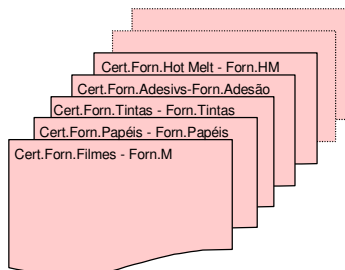 Cert.Forn.Hot Melt - Forn.HM
Cert.Forn.Adesivs-Forn.Adesão
Cert.Forn.Tintas - Forn.Tintas
Cert.Forn.Papéis - Forn.Papéis
Cert.Forn.Filmes - Forn.M